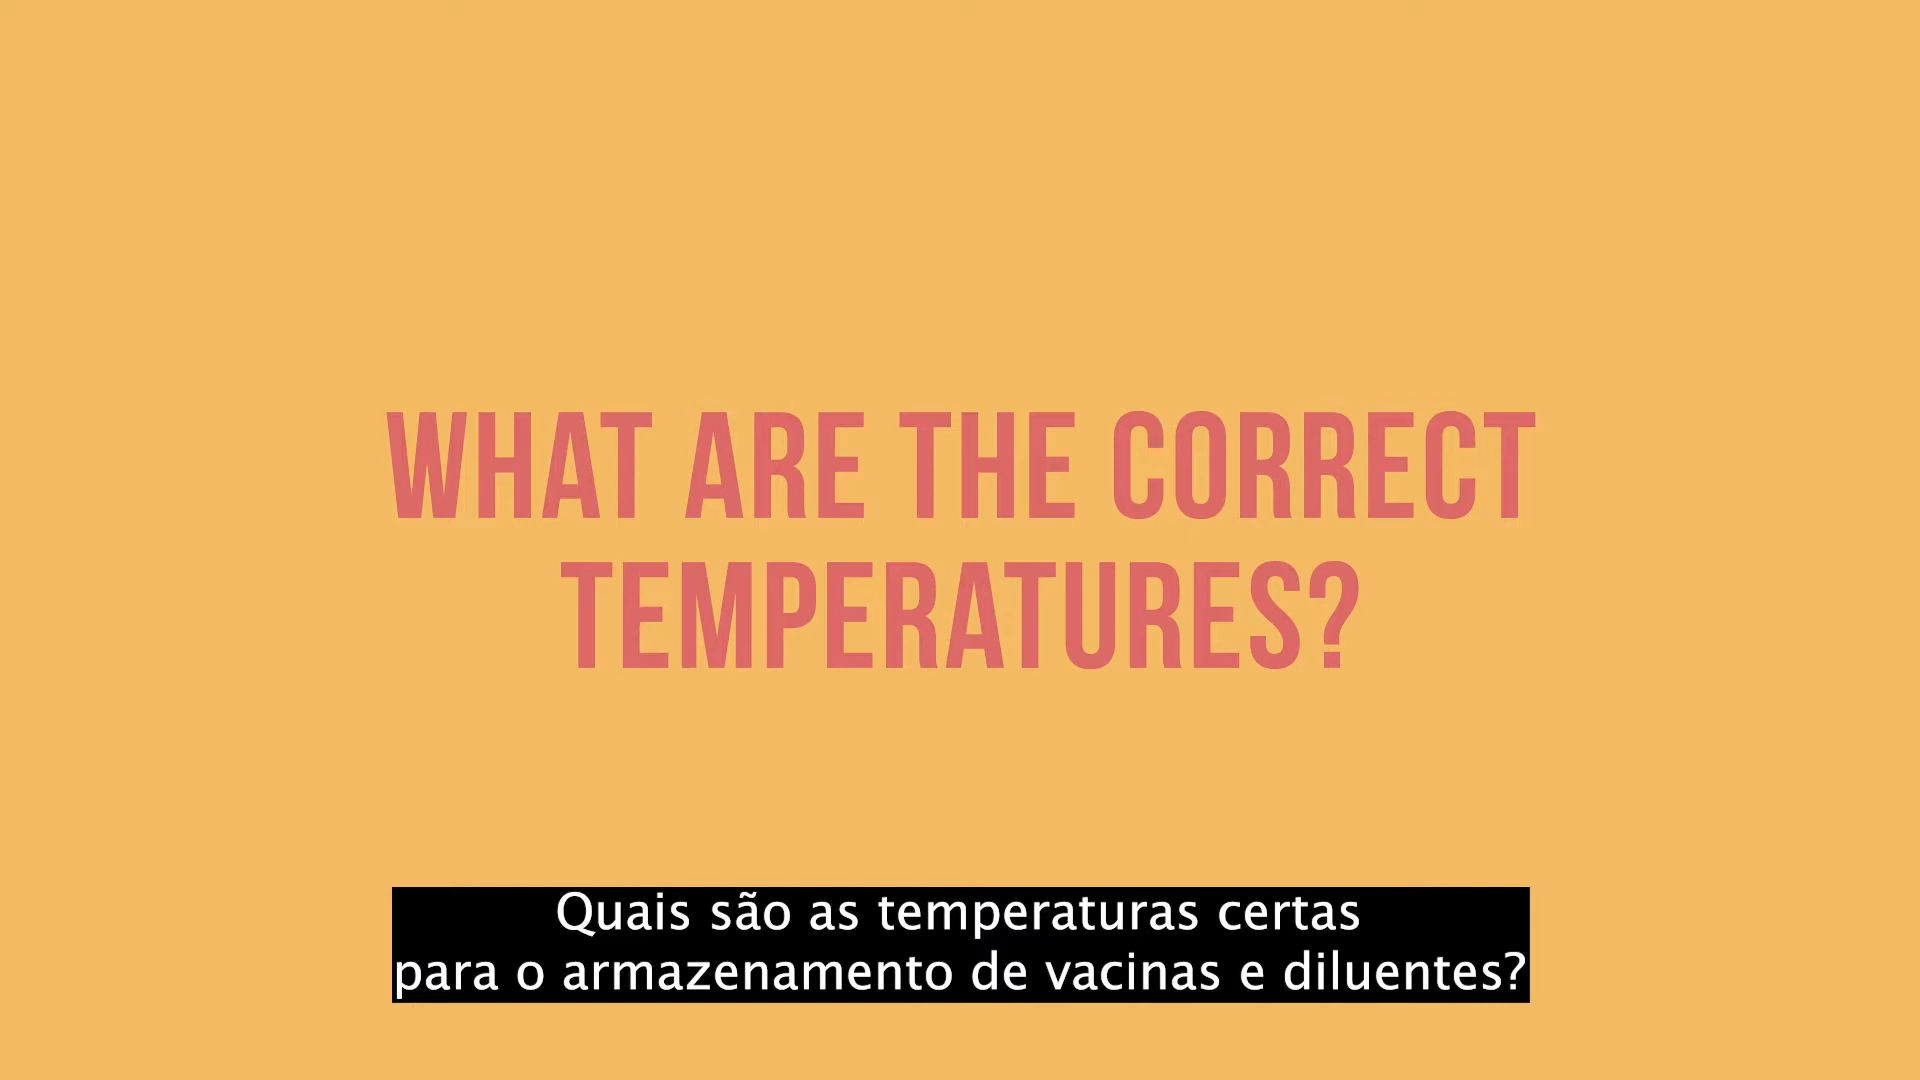 WHAT ARE THE CORRECT
TEMPERATURES?
Quais são as temperaturas certas
para o armazenamento de vacinas e diluentes?